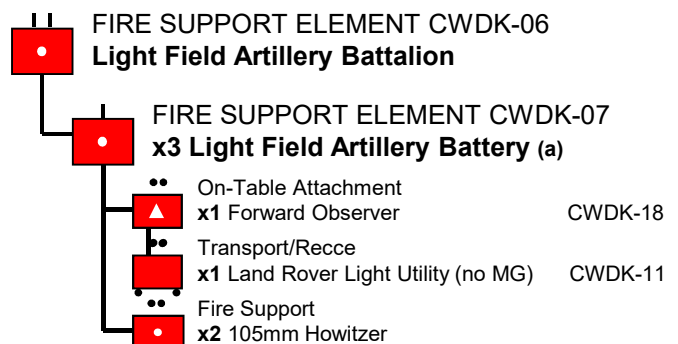 FIRE SUPPORT ELEMENT CWDK-06
Light Field Artillery Battalion
FIRE SUPPORT ELEMENT CWDK-07
x3 Light Field Artillery Battery (a)
On-Table Attachment
x1 Forward Observer CWDK-18
Transport/Recce
x1 Land Rover Light Utility (no MG) CWDK-11
Fire Support
x2 105mm Howitzer